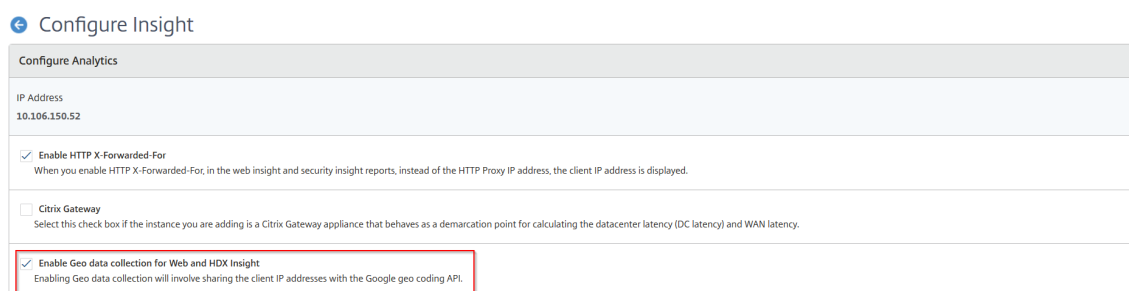 Configure Insight
Configure Analytics
IP Address
10.106.150.52
Enable HTTP X-Forwarded-For
When you enable HTTP X-Forwarded-For, in the web insight and security insight reports, instead of the HTTP Proxy IP address, the client IP address is displayed.
Citrix Gateway
Select this check box if the instance you are adding is a Citrix Gateway appliance that behaves as a demarcation point for calculating the datacenter latency (DC latency) and WAN latency.
Enable Geo data collection for Web and HDX Insight
Enabling Geo data collection will involve sharing the client IP addresses with the Google geo coding API.